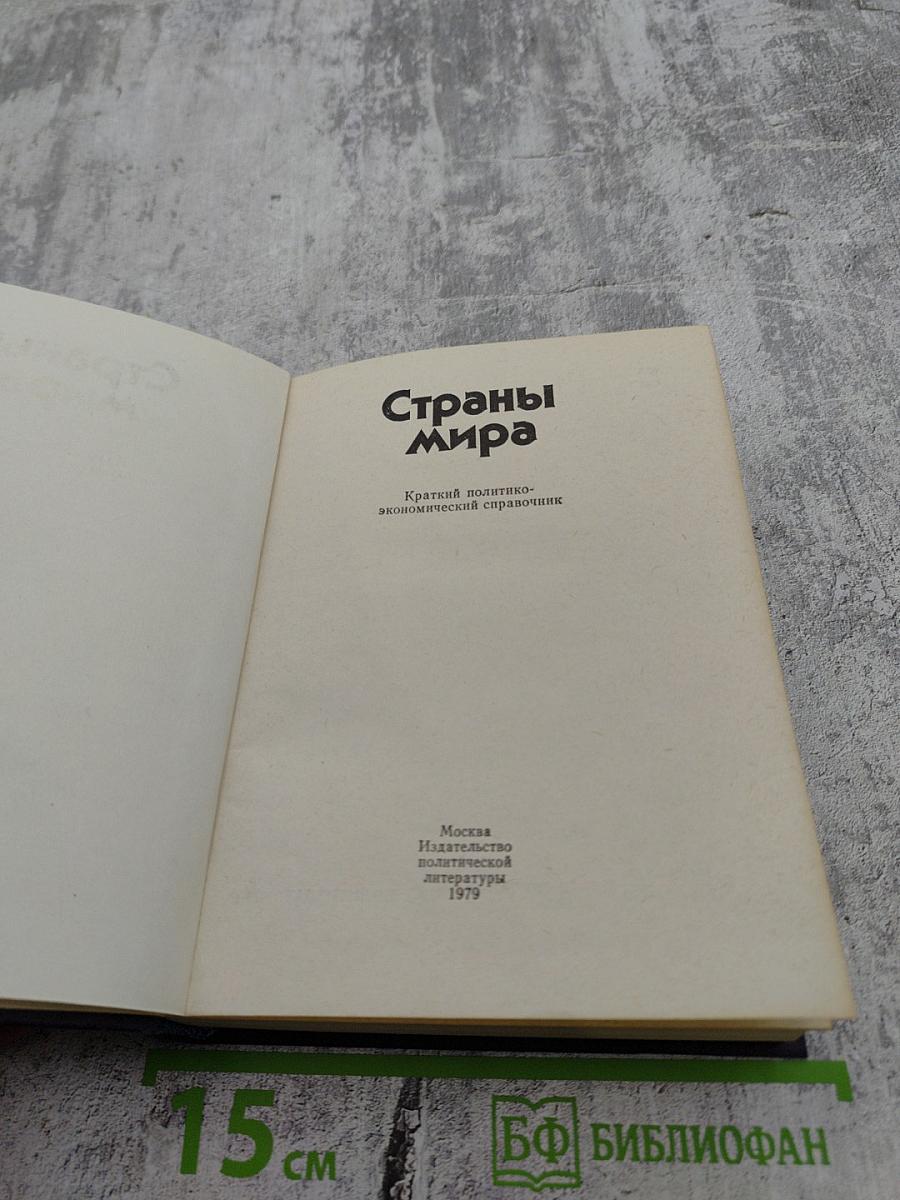 Страны
мира
Краткий политико-
экономический справочник
Москва
Издательство
политической
литературы
1979
15 см
БФ БИБЛИОФАН